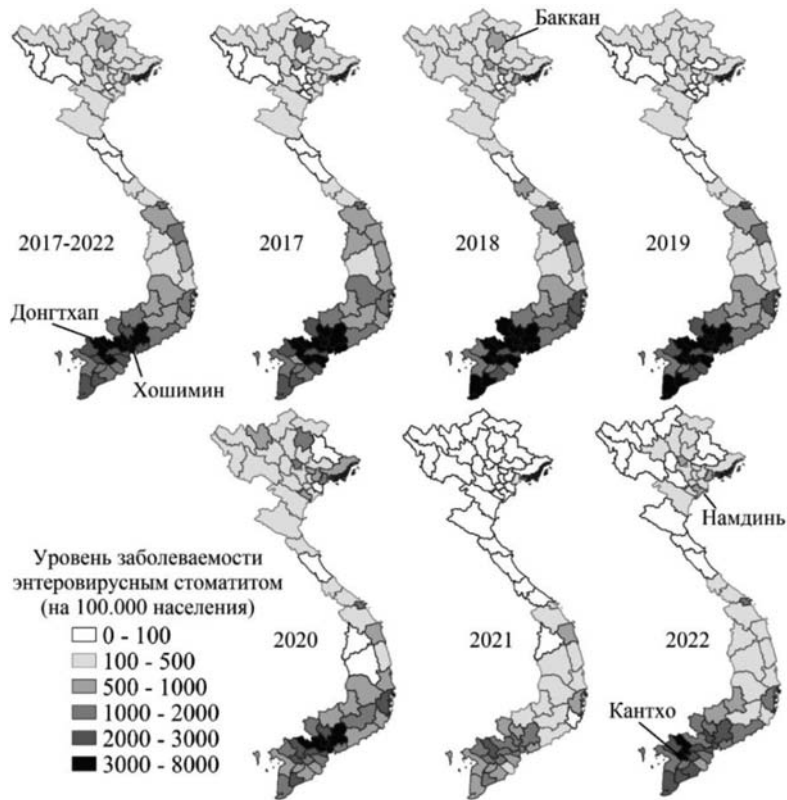 Баккан
2017-2022
2017
2018
2019
Донгтхап
Хошимин
Намдинь
Уровень заболеваемости
энтеровирусным стоматитом
(на 100.000 населения)
0 - 100
100 - 500
500 - 1000
1000 - 2000
2000 - 3000
3000 - 8000
2020
2021
2022
Кантхо